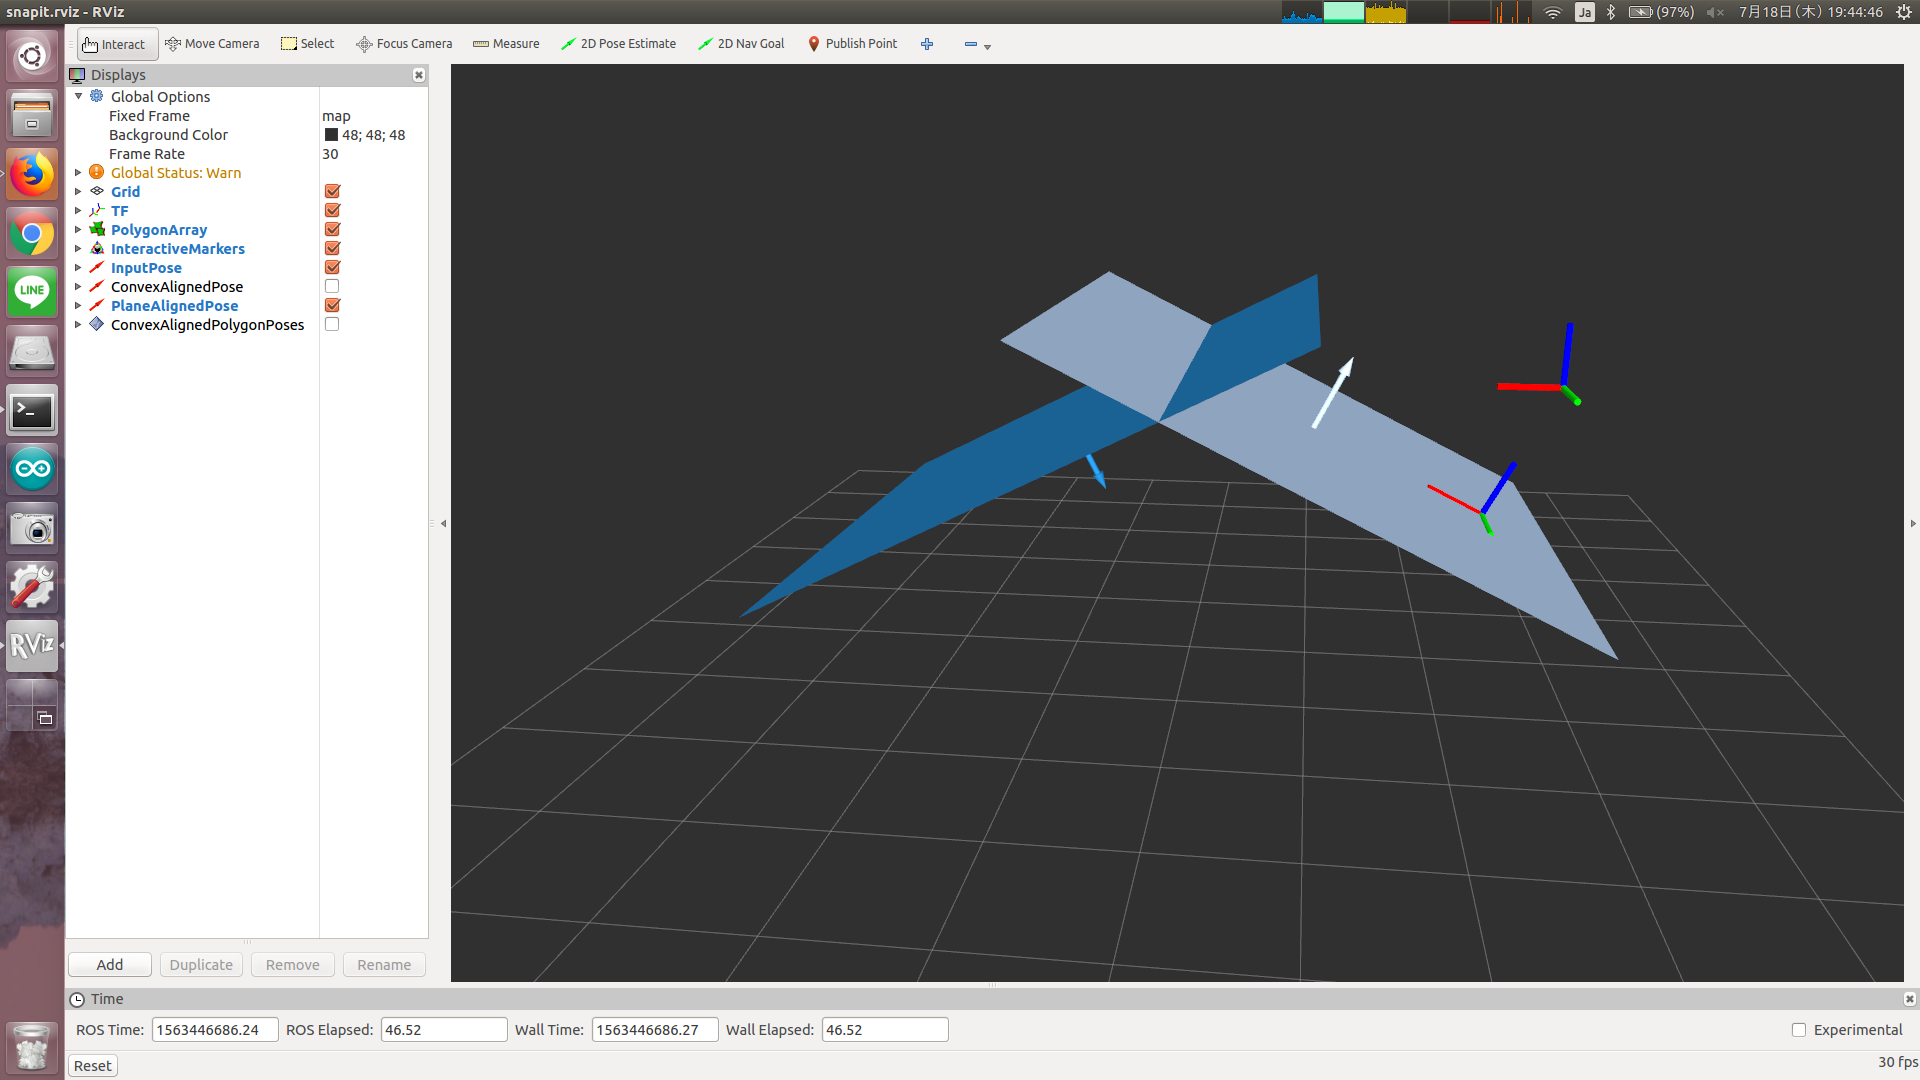 snapit.rviz - RViz
Ja (97%) 7月18日(木) 19:44:46
Interact Move Camera Select Focus Camera Measure 2D Pose Estimate 2D Nav Goal Publish Point
Displays
Global Options
Fixed Frame map
Background Color 48; 48; 48
Frame Rate 30
Global Status: Warn
Grid
TF
PolygonArray
InteractiveMarkers
InputPose
ConvexAlignedPose
PlaneAlignedPose
ConvexAlignedPolygonPoses
LINE
RViz
Add Duplicate Remove Rename
Time
ROS Time: 1563446686.24 ROS Elapsed: 46.52 Wall Time: 1563446686.27 Wall Elapsed: 46.52 Experimental
Reset 30 fps